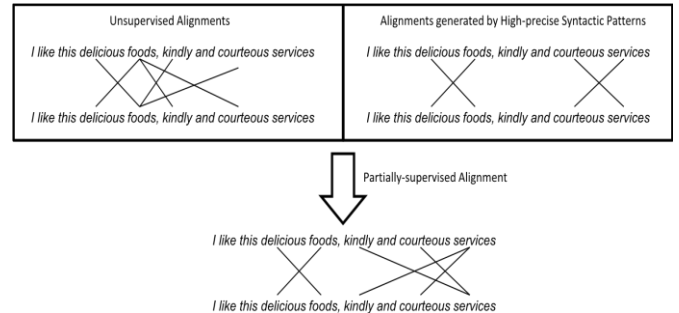 Unsupervised Alignments
I like this delicious foods, kindly and courteous services
I like this delicious foods, kindly and courteous services
Alignments generated by High-precise Syntactic Patterns
I like this delicious foods, kindly and courteous services
I like this delicious foods, kindly and courteous services
Partially-supervised Alignment
I like this delicious foods, kindly and courteous services
I like this delicious foods, kindly and courteous services